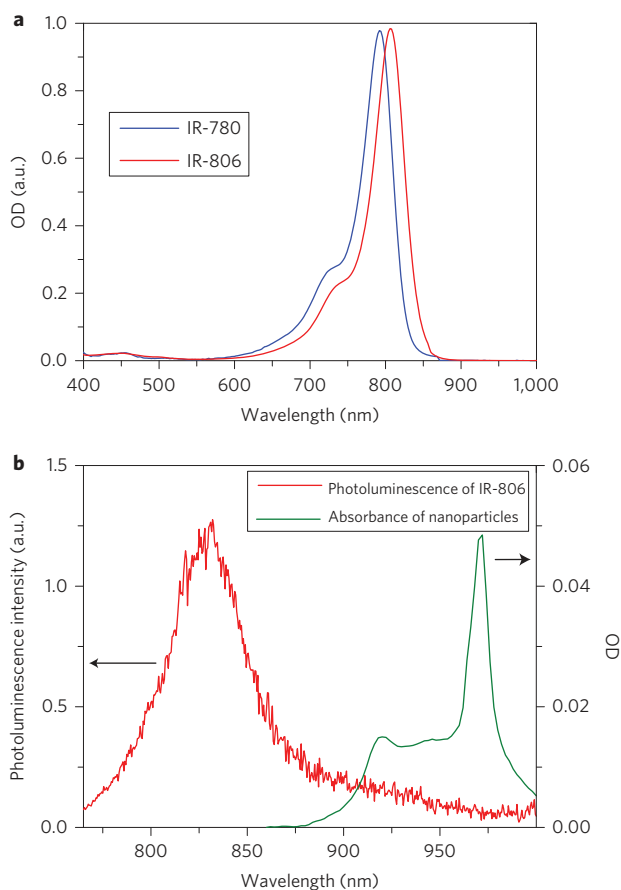 a
1.0
0.8
0.6
0.4
0.2
0.0
OD (a.u.)
IR-780
IR-806
400 500 600 700 800 900 1,000
Wavelength (nm)
b
1.5
1.0
0.5
0.0
Photoluminescence intensity (a.u.)
Photoluminescence of IR-806
Absorbance of nanoparticles
0.06
0.04
0.02
0.00
OD
800 850 900 950
Wavelength (nm)